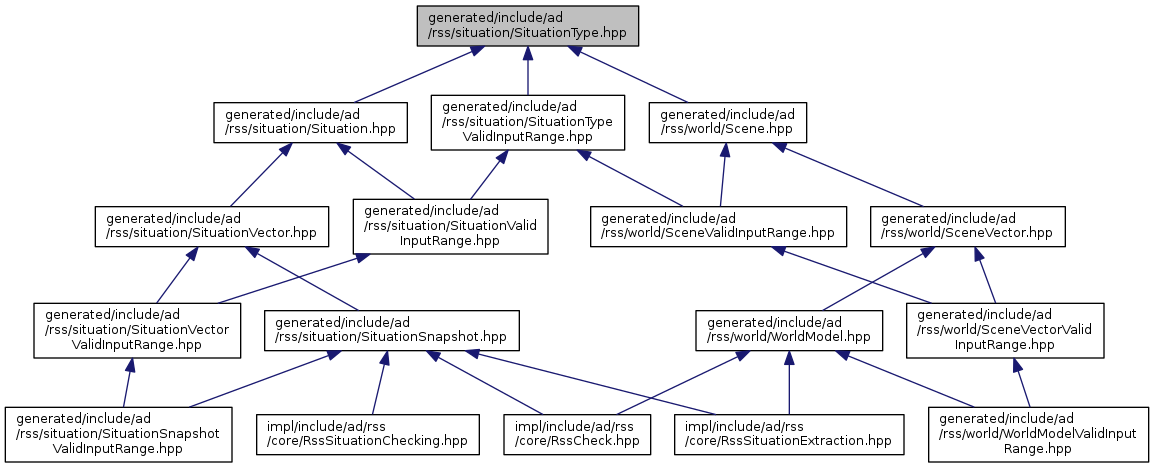 generated/include/ad
/rss/situation/SituationType.hpp
generated/include/ad
/rss/situation/Situation.hpp
generated/include/ad
/rss/situation/SituationType
ValidInputRange.hpp
generated/include/ad
/rss/world/Scene.hpp
generated/include/ad
/rss/situation/SituationVector.hpp
generated/include/ad
/rss/situation/SituationValid
InputRange.hpp
generated/include/ad
/rss/world/SceneValidInputRange.hpp
generated/include/ad
/rss/world/SceneVector.hpp
generated/include/ad
/rss/situation/SituationVector
ValidInputRange.hpp
generated/include/ad
/rss/situation/SituationSnapshot.hpp
generated/include/ad
/rss/world/WorldModel.hpp
generated/include/ad
/rss/world/SceneVectorValid
InputRange.hpp
generated/include/ad
/rss/situation/SituationSnapshot
ValidInputRange.hpp
impl/include/ad/rss
/core/RssSituationChecking.hpp
impl/include/ad/rss
/core/RssCheck.hpp
impl/include/ad/rss
/core/RssSituationExtraction.hpp
generated/include/ad
/rss/world/WorldModelValidInput
Range.hpp